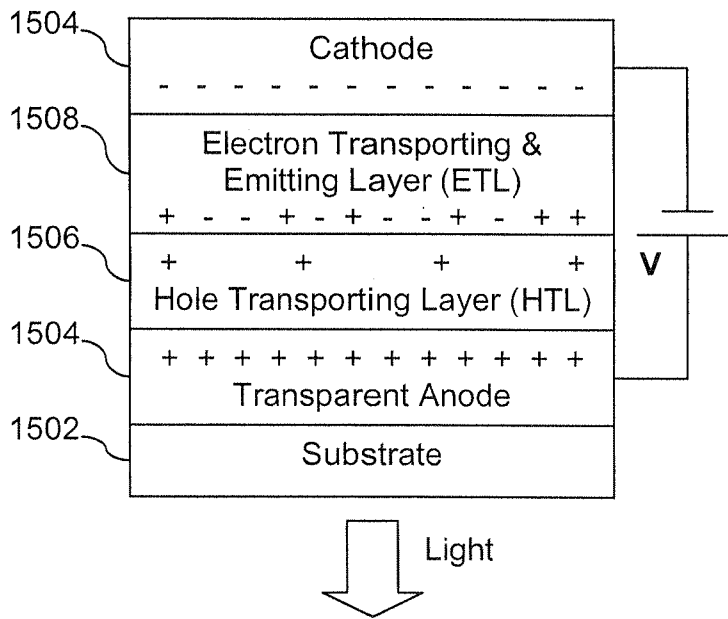 1504
Cathode
- - - - - - - - - - - -
1508
Electron Transporting &
Emitting Layer (ETL)
+ - - + - + - - + - + +
1506
+ + + +
V
Hole Transporting Layer (HTL)
1504
+ + + + + + + + + + + +
Transparent Anode
1502
Substrate
Light